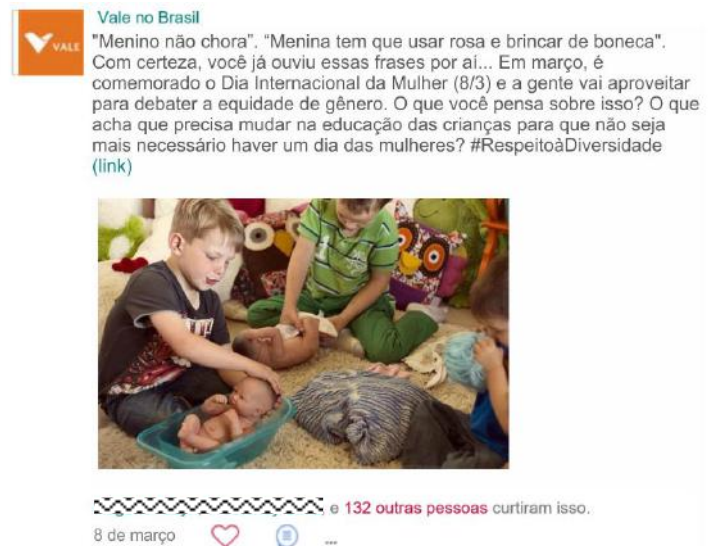 VALE
Vale no Brasil
"Menino não chora". "Menina tem que usar rosa e brincar de boneca".
Com certeza, você já ouviu essas frases por aí... Em março, é
comemorado o Dia Internacional da Mulher (8/3) e a gente vai aproveitar
para debater a equidade de gênero. O que você pensa sobre isso? O que
acha que precisa mudar na educação das crianças para que não seja
mais necessário haver um dia das mulheres? #RespeitoàDiversidade
(link)
e 132 outras pessoas curtiram isso.
8 de março
...